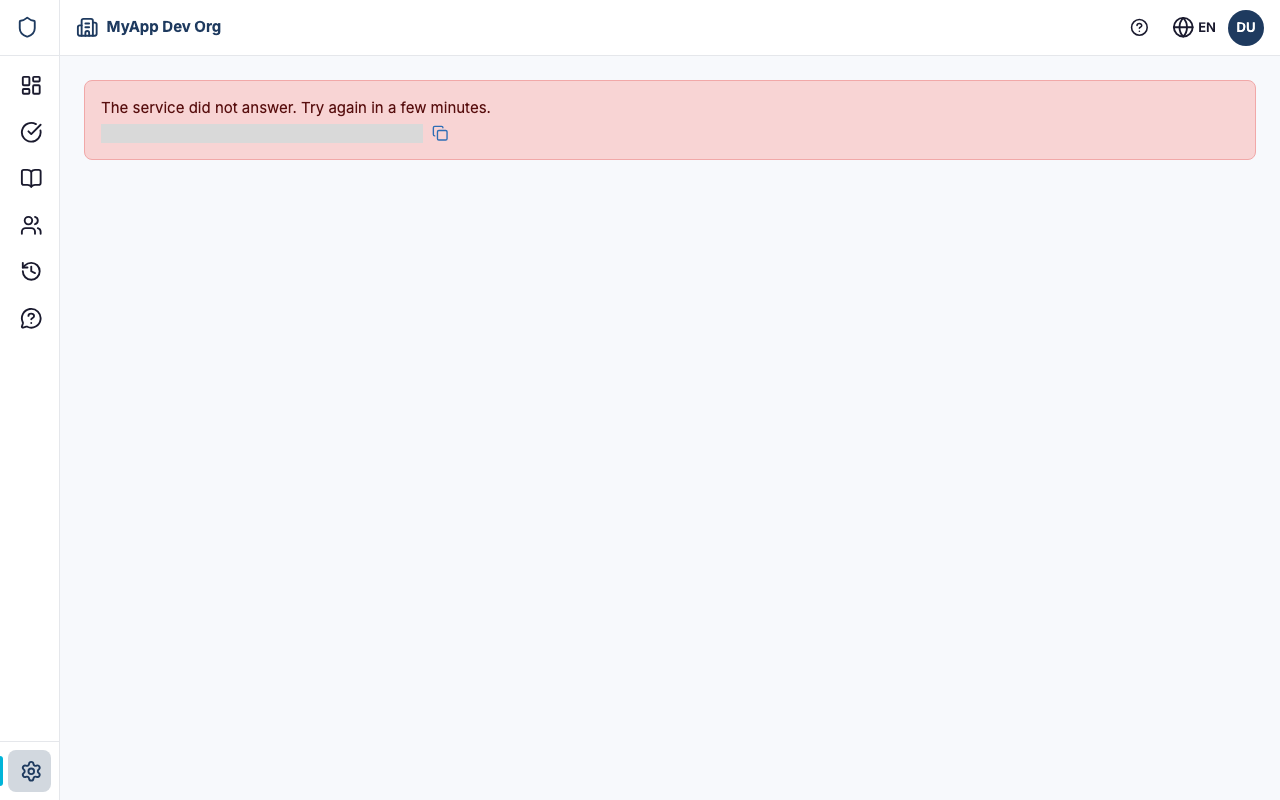 MyApp Dev Org
EN
DU
The service did not answer. Try again in a few minutes.